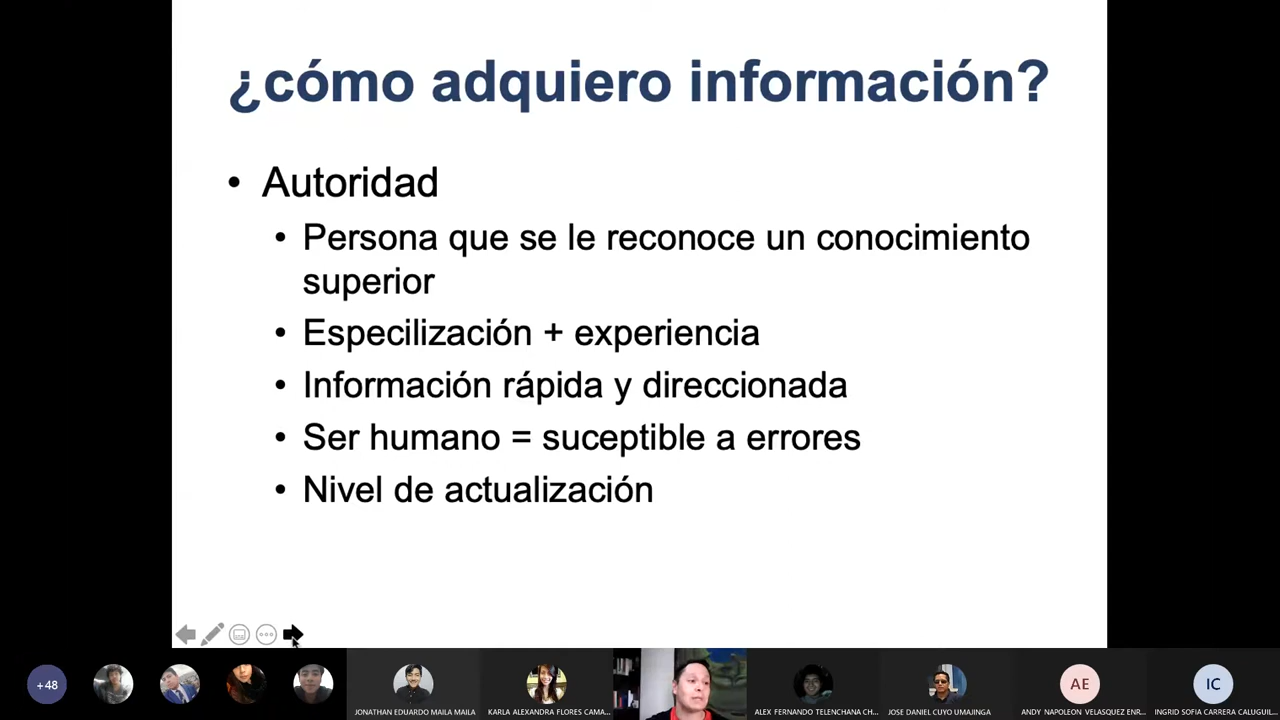 ¿cómo adquiero información?
• Autoridad
• Persona que se le reconoce un conocimiento
superior
• Especilización + experiencia
• Información rápida y direccionada
• Ser humano = suceptible a errores
• Nivel de actualización
+48
JONATHAN EDUARDO MAILA MAILA
KARLA ALEXANDRA FLORES CAMA...
ALEX FERNANDO TELENCHANA CH...
JOSE DANIEL CUYO UMAJINGA
AE
ANDY NAPOLEON VELASQUEZ ENR...
IC
INGRID SOFIA CARRERA CALUGUIL...